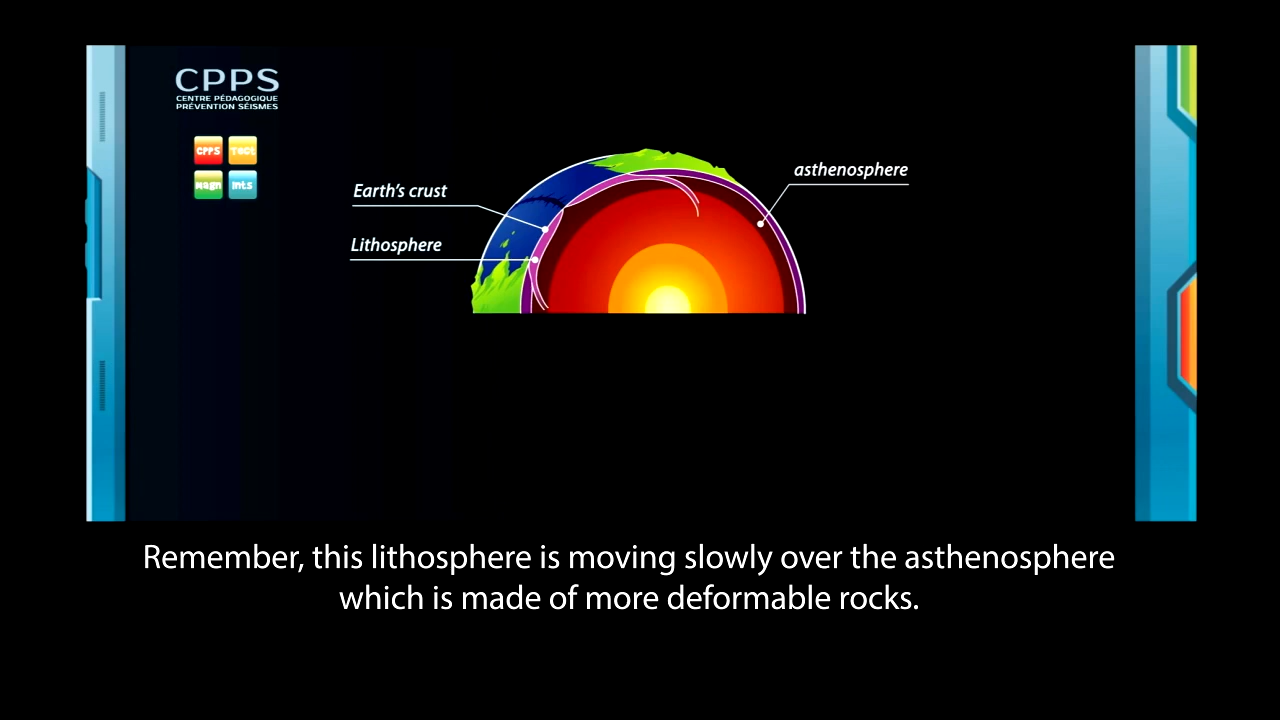 CPPS
CENTRE PÉDAGOGIQUE
PRÉVENTION SÉISMES
CPPS Tect
Magn Ints
Earth's crust
Lithosphere
asthenosphere
Remember, this lithosphere is moving slowly over the asthenosphere
which is made of more deformable rocks.